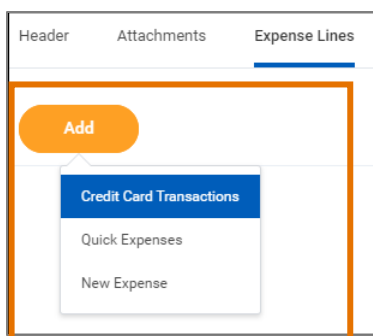 Header Attachments Expense Lines
Add
Credit Card Transactions
Quick Expenses
New Expense